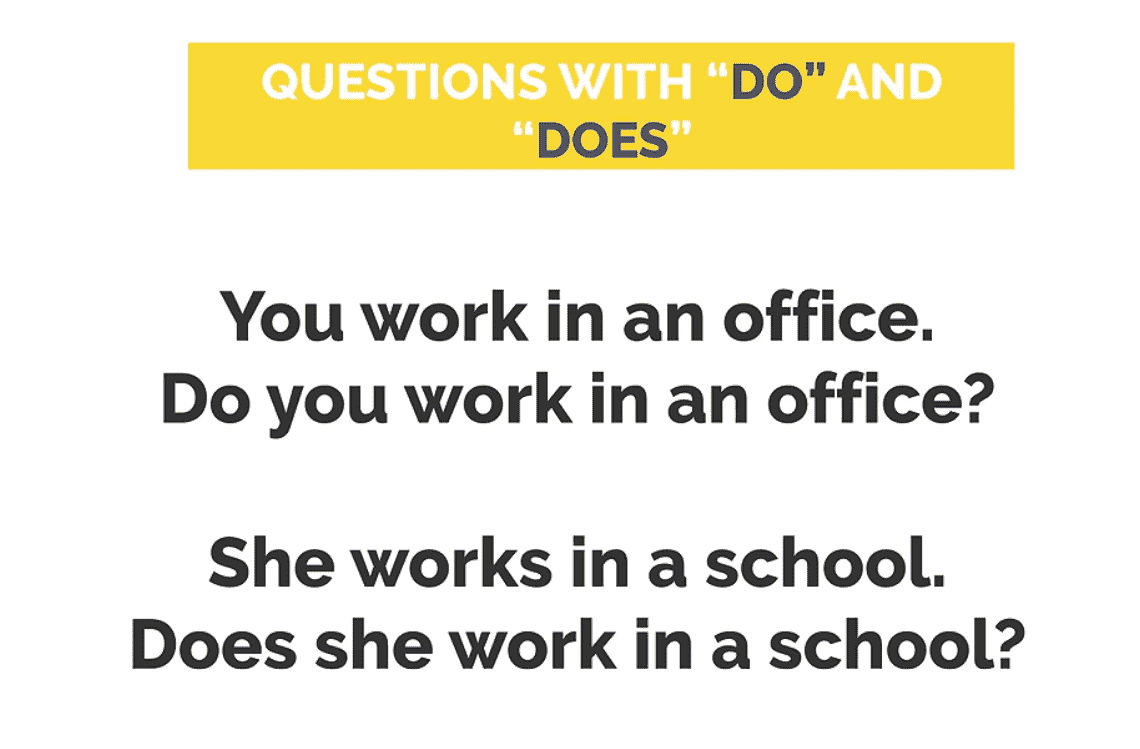 QUESTIONS WITH “DO” AND
“DOES”
You work in an office.
Do you work in an office?
She works in a school.
Does she work in a school?